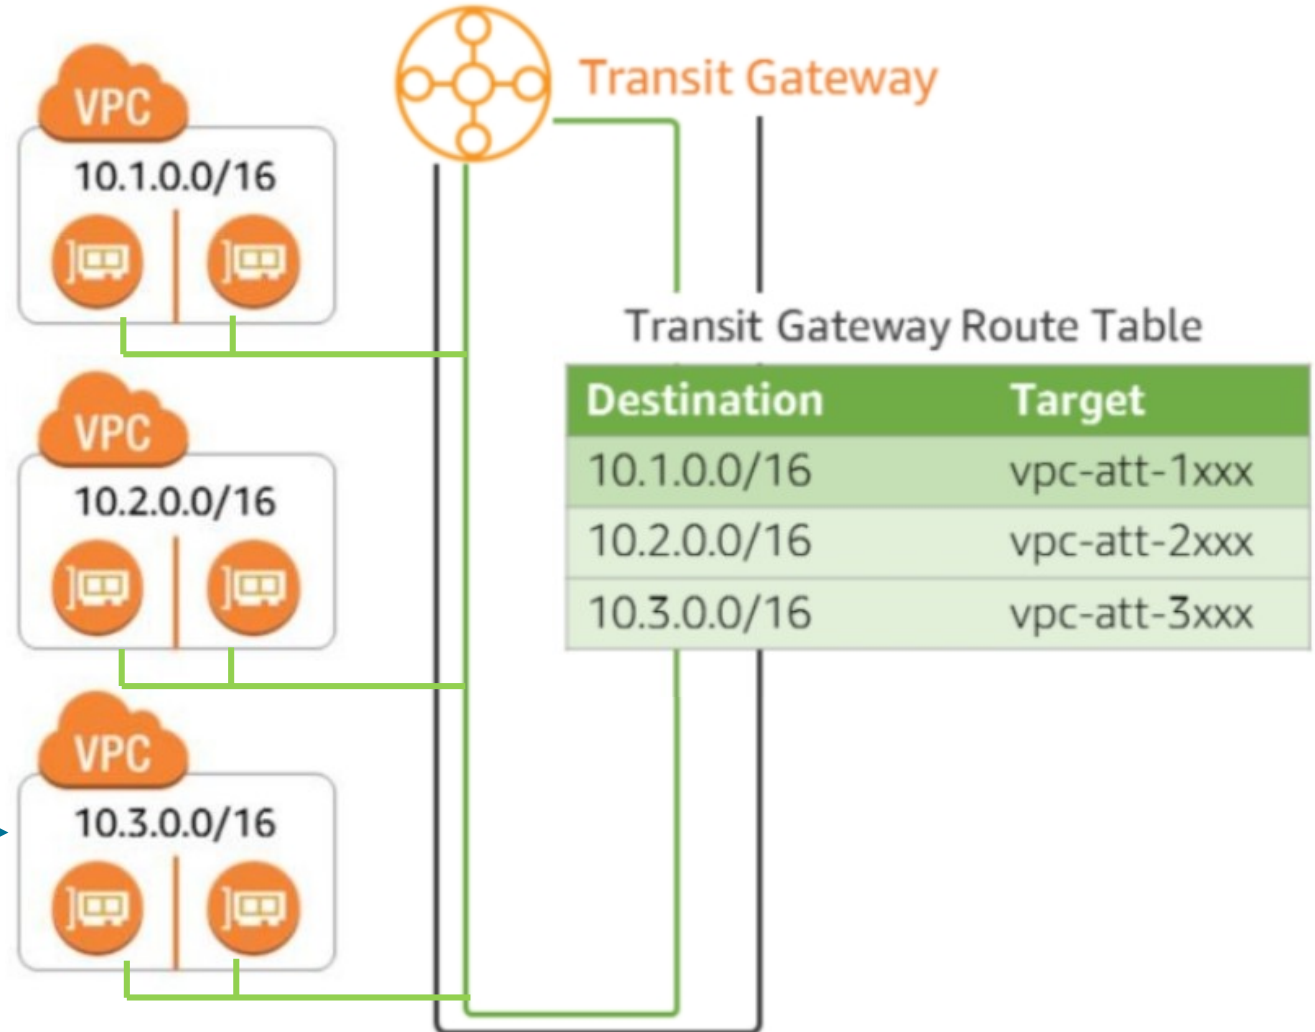 Transit Gateway
VPC
10.1.0.0/16
VPC
10.2.0.0/16
VPC
10.3.0.0/16
Transit Gateway Route Table
Destination Target
10.1.0.0/16 vpc-att-1xxx
10.2.0.0/16 vpc-att-2xxx
10.3.0.0/16 vpc-att-3xxx